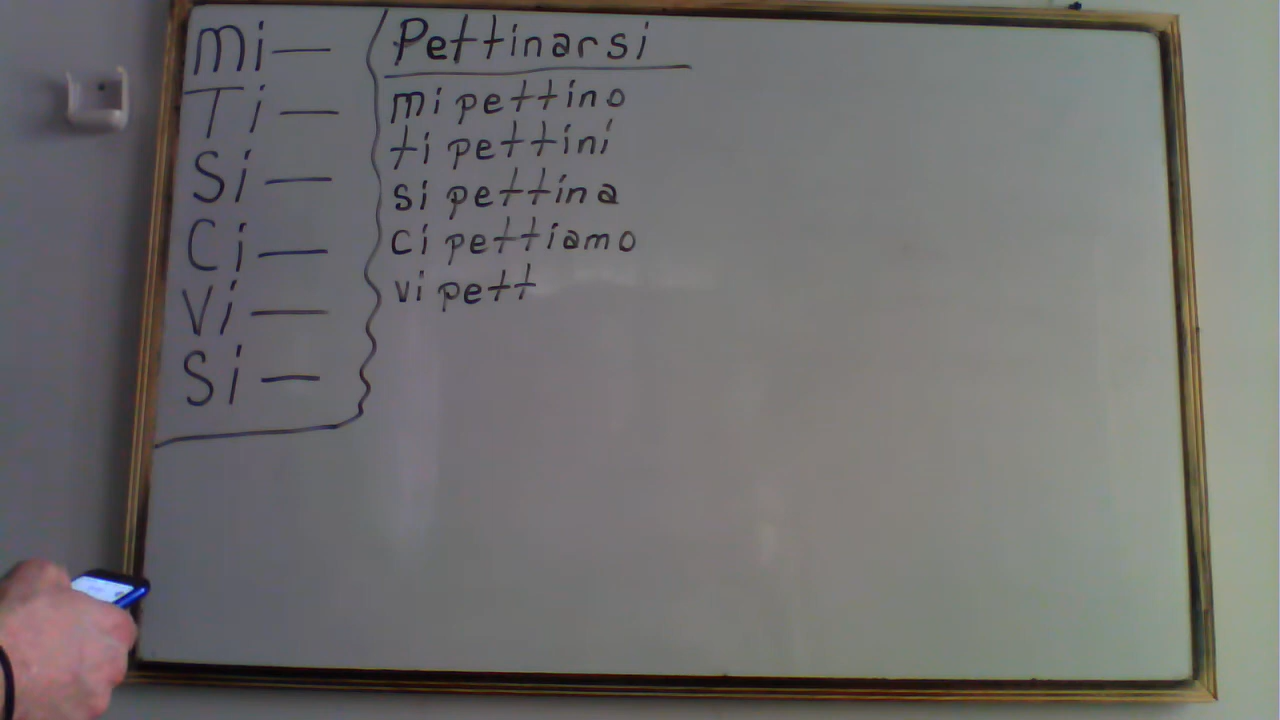 Mi—
Ti—
Si—
Ci—
Vi—
Si—
Pettinarsi
mi pettino
ti pettini
si pettina
ci pettiamo
vi pett